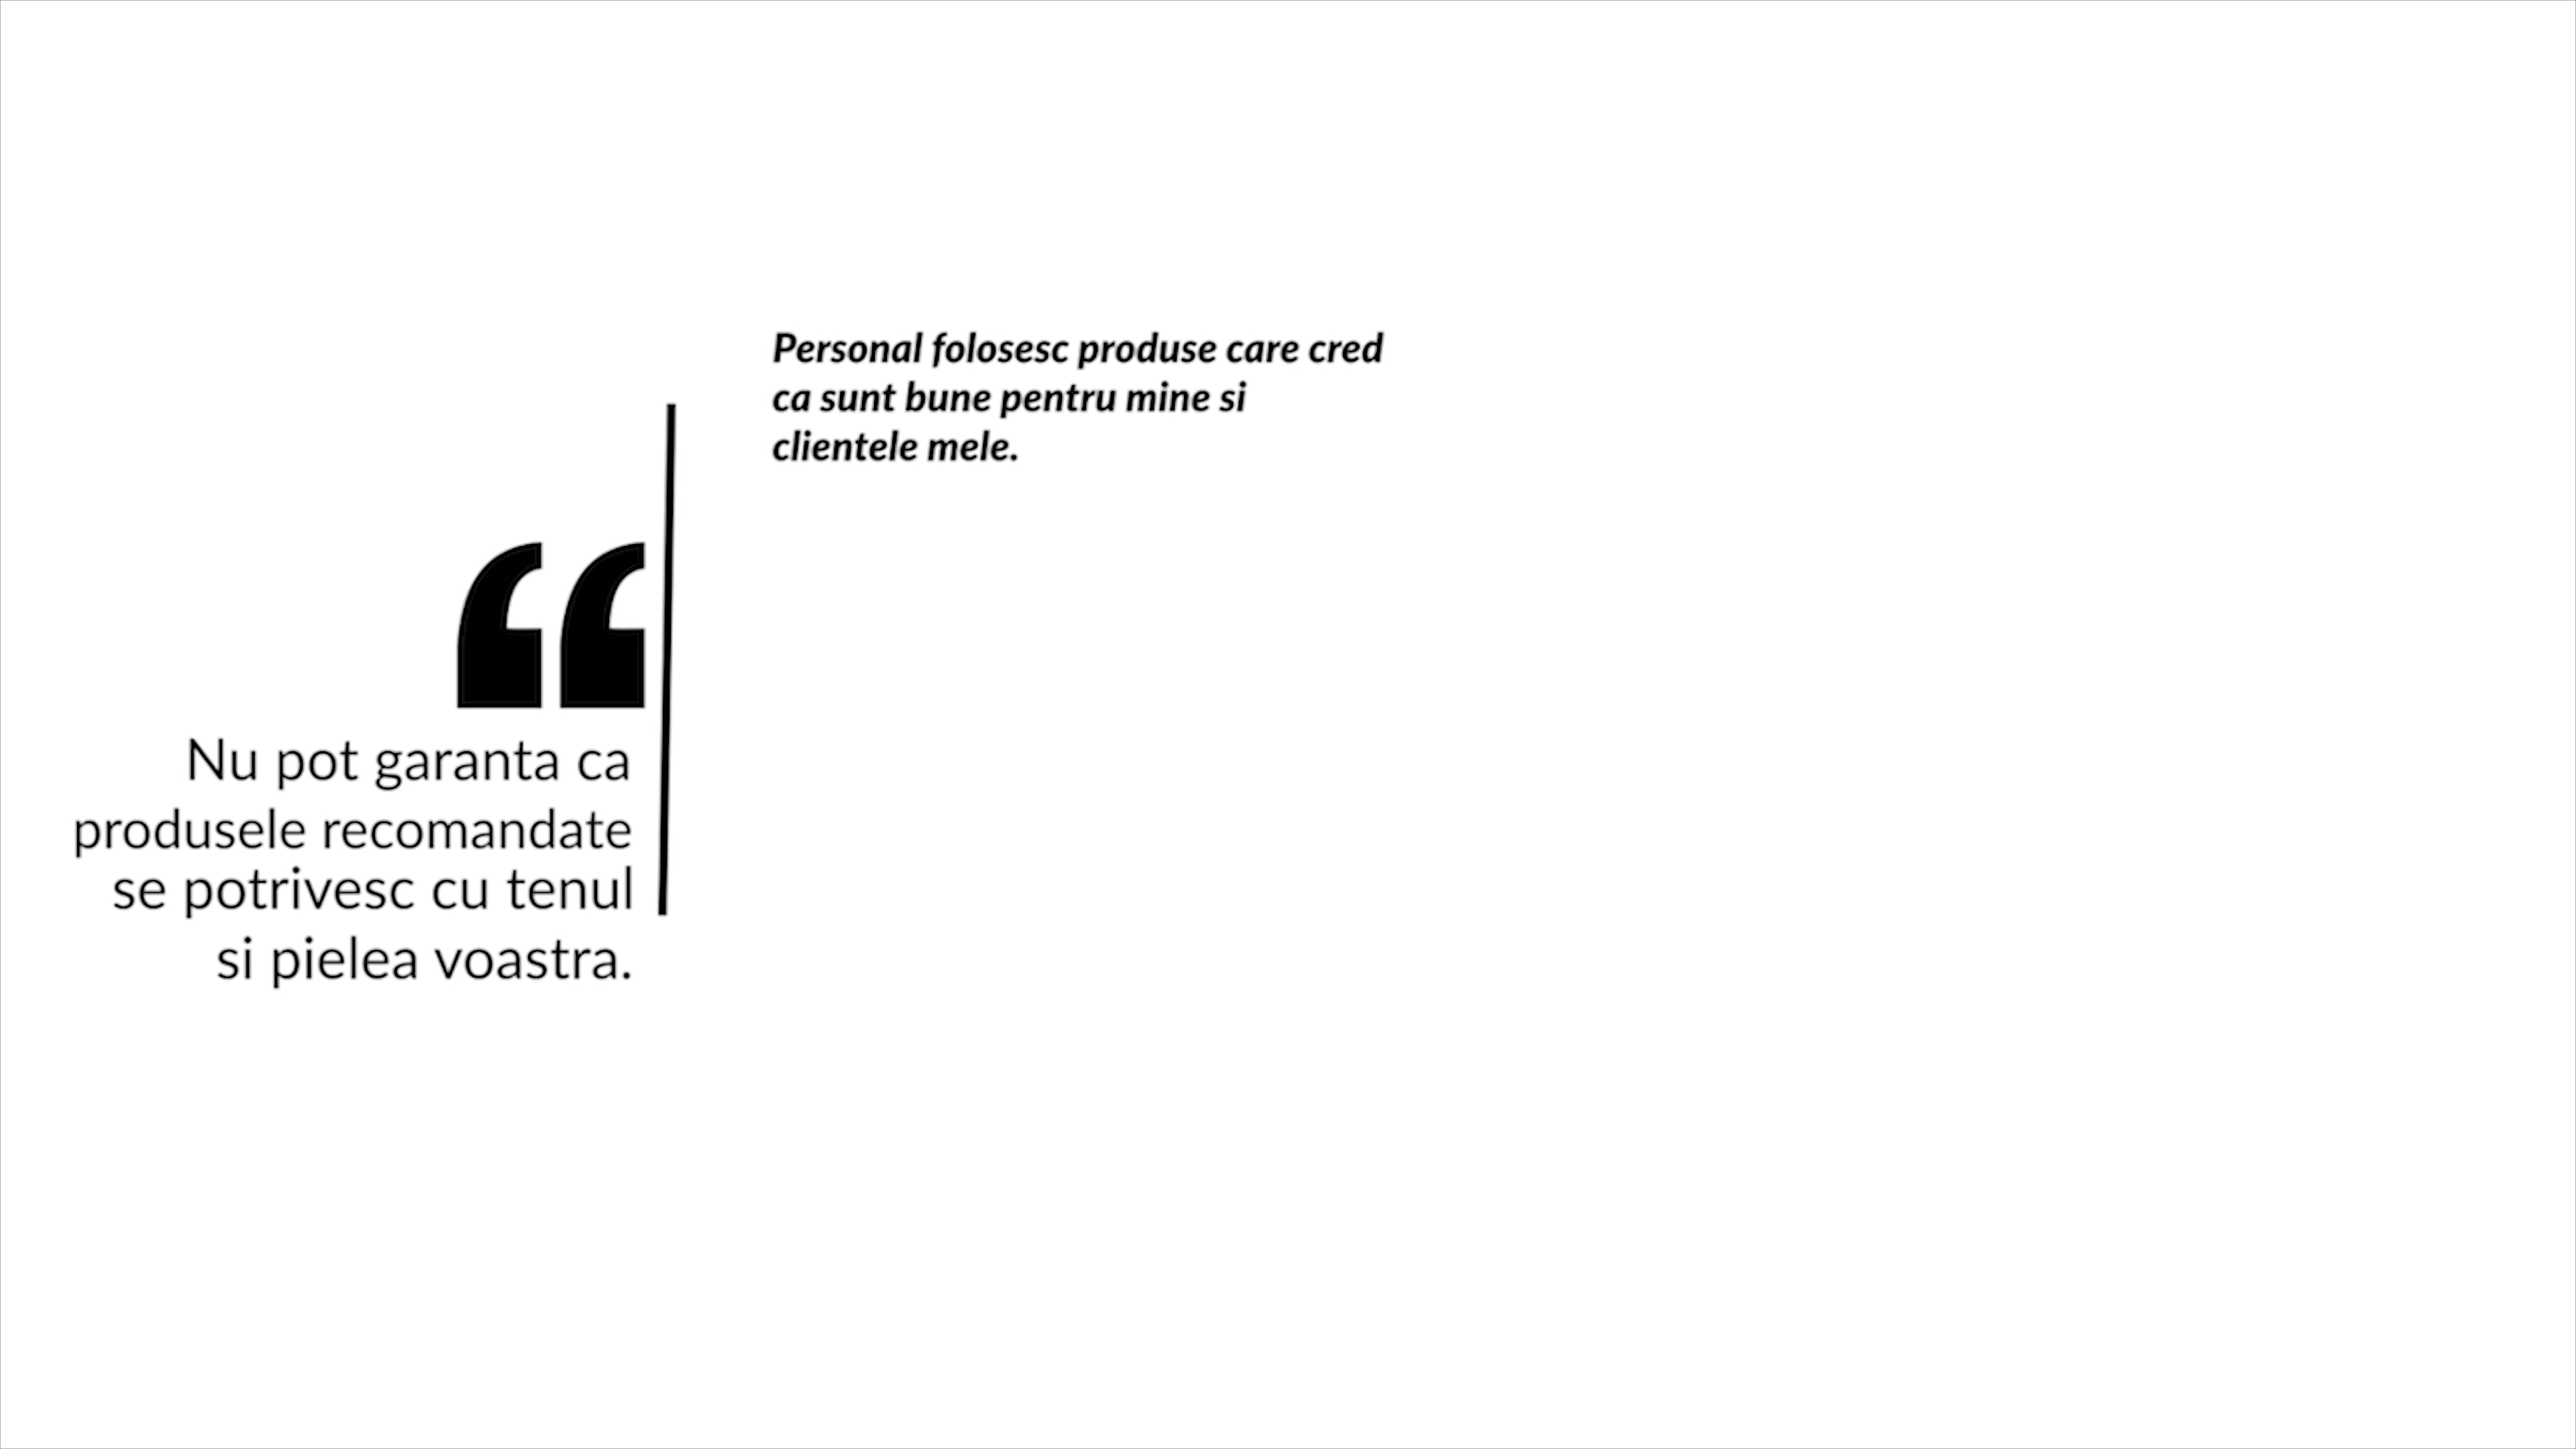 Personal folosesc produse care cred
ca sunt bune pentru mine si
clientele mele.
“
Nu pot garanta ca
produsele recomandate
se potrivesc cu tenul
si pielea voastra.